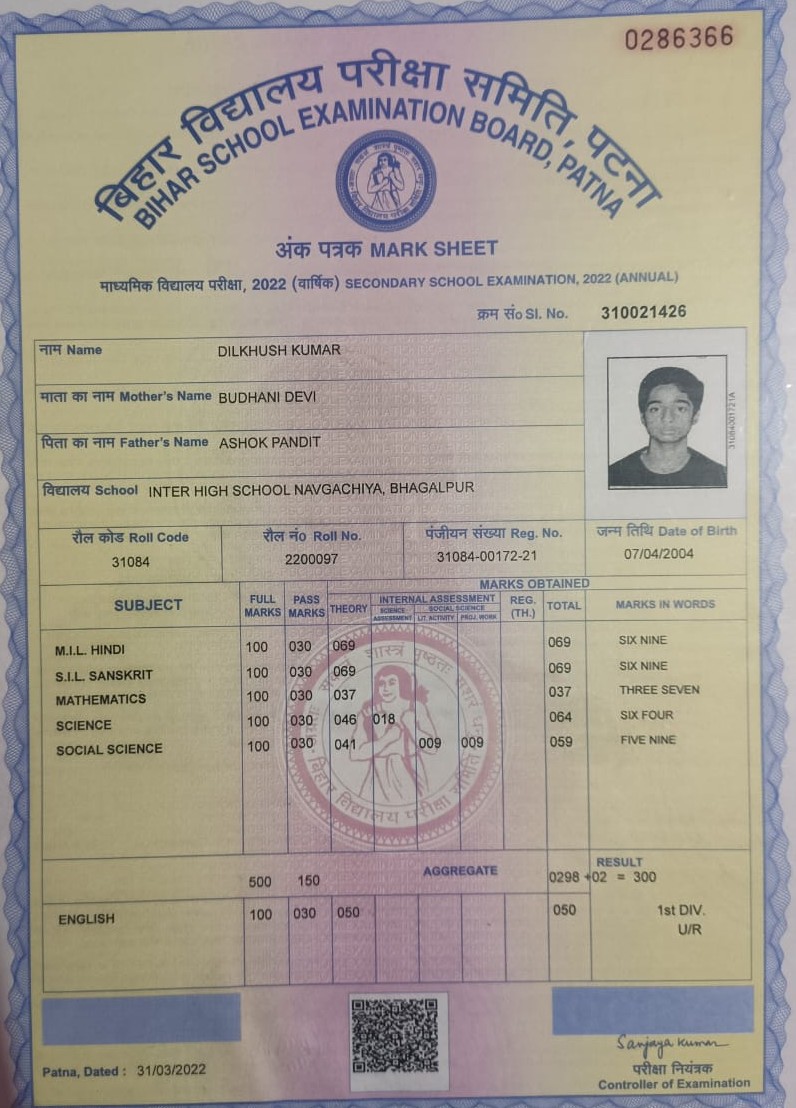 0286366
बिहार विद्यालय परीक्षा समिति, पटना
BIHAR SCHOOL EXAMINATION BOARD, PATNA
अंक पत्रक MARK SHEET
माध्यमिक विद्यालय परीक्षा, 2022 (वार्षिक) SECONDARY SCHOOL EXAMINATION, 2022 (ANNUAL)
क्रम सं० Sl. No. 310021426
नाम Name DILKHUSH KUMAR
माता का नाम Mother's Name BUDHANI DEVI
पिता का नाम Father's Name ASHOK PANDIT
विद्यालय School INTER HIGH SCHOOL NAVGACHIYA, BHAGALPUR
रौल कोड Roll Code रौल नं० Roll No. पंजीयन संख्या Reg. No. जन्म तिथि Date of Birth
31084 2200097 31084-00172-21 07/04/2004
MARKS OBTAINED
SUBJECT FULL MARKS PASS MARKS THEORY INTERNAL ASSESSMENT REG. (TH.) TOTAL MARKS IN WORDS
SCIENCE ASSESSMENT SOCIAL SCIENCE LIT. ACTIVITY PROJ. WORK
M.I.L. HINDI 100 030 069 069 SIX NINE
S.I.L. SANSKRIT 100 030 069 069 SIX NINE
MATHEMATICS 100 030 037 037 THREE SEVEN
SCIENCE 100 030 046 018 064 SIX FOUR
SOCIAL SCIENCE 100 030 041 009 009 059 FIVE NINE
बिहार विद्यालय परीक्षा समिति
RESULT
500 150 AGGREGATE 0298 +02 = 300
ENGLISH 100 030 050 050 1st DIV.
U/R
Sanjaya Kumar
Patna, Dated : 31/03/2022 परीक्षा नियंत्रक
Controller of Examination